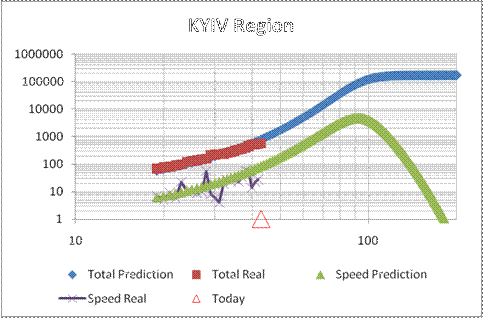 KYIV Region
1000000
100000
10000
1000
100
10
1
10 100
Total Prediction Total Real Speed Prediction
Speed Real Today